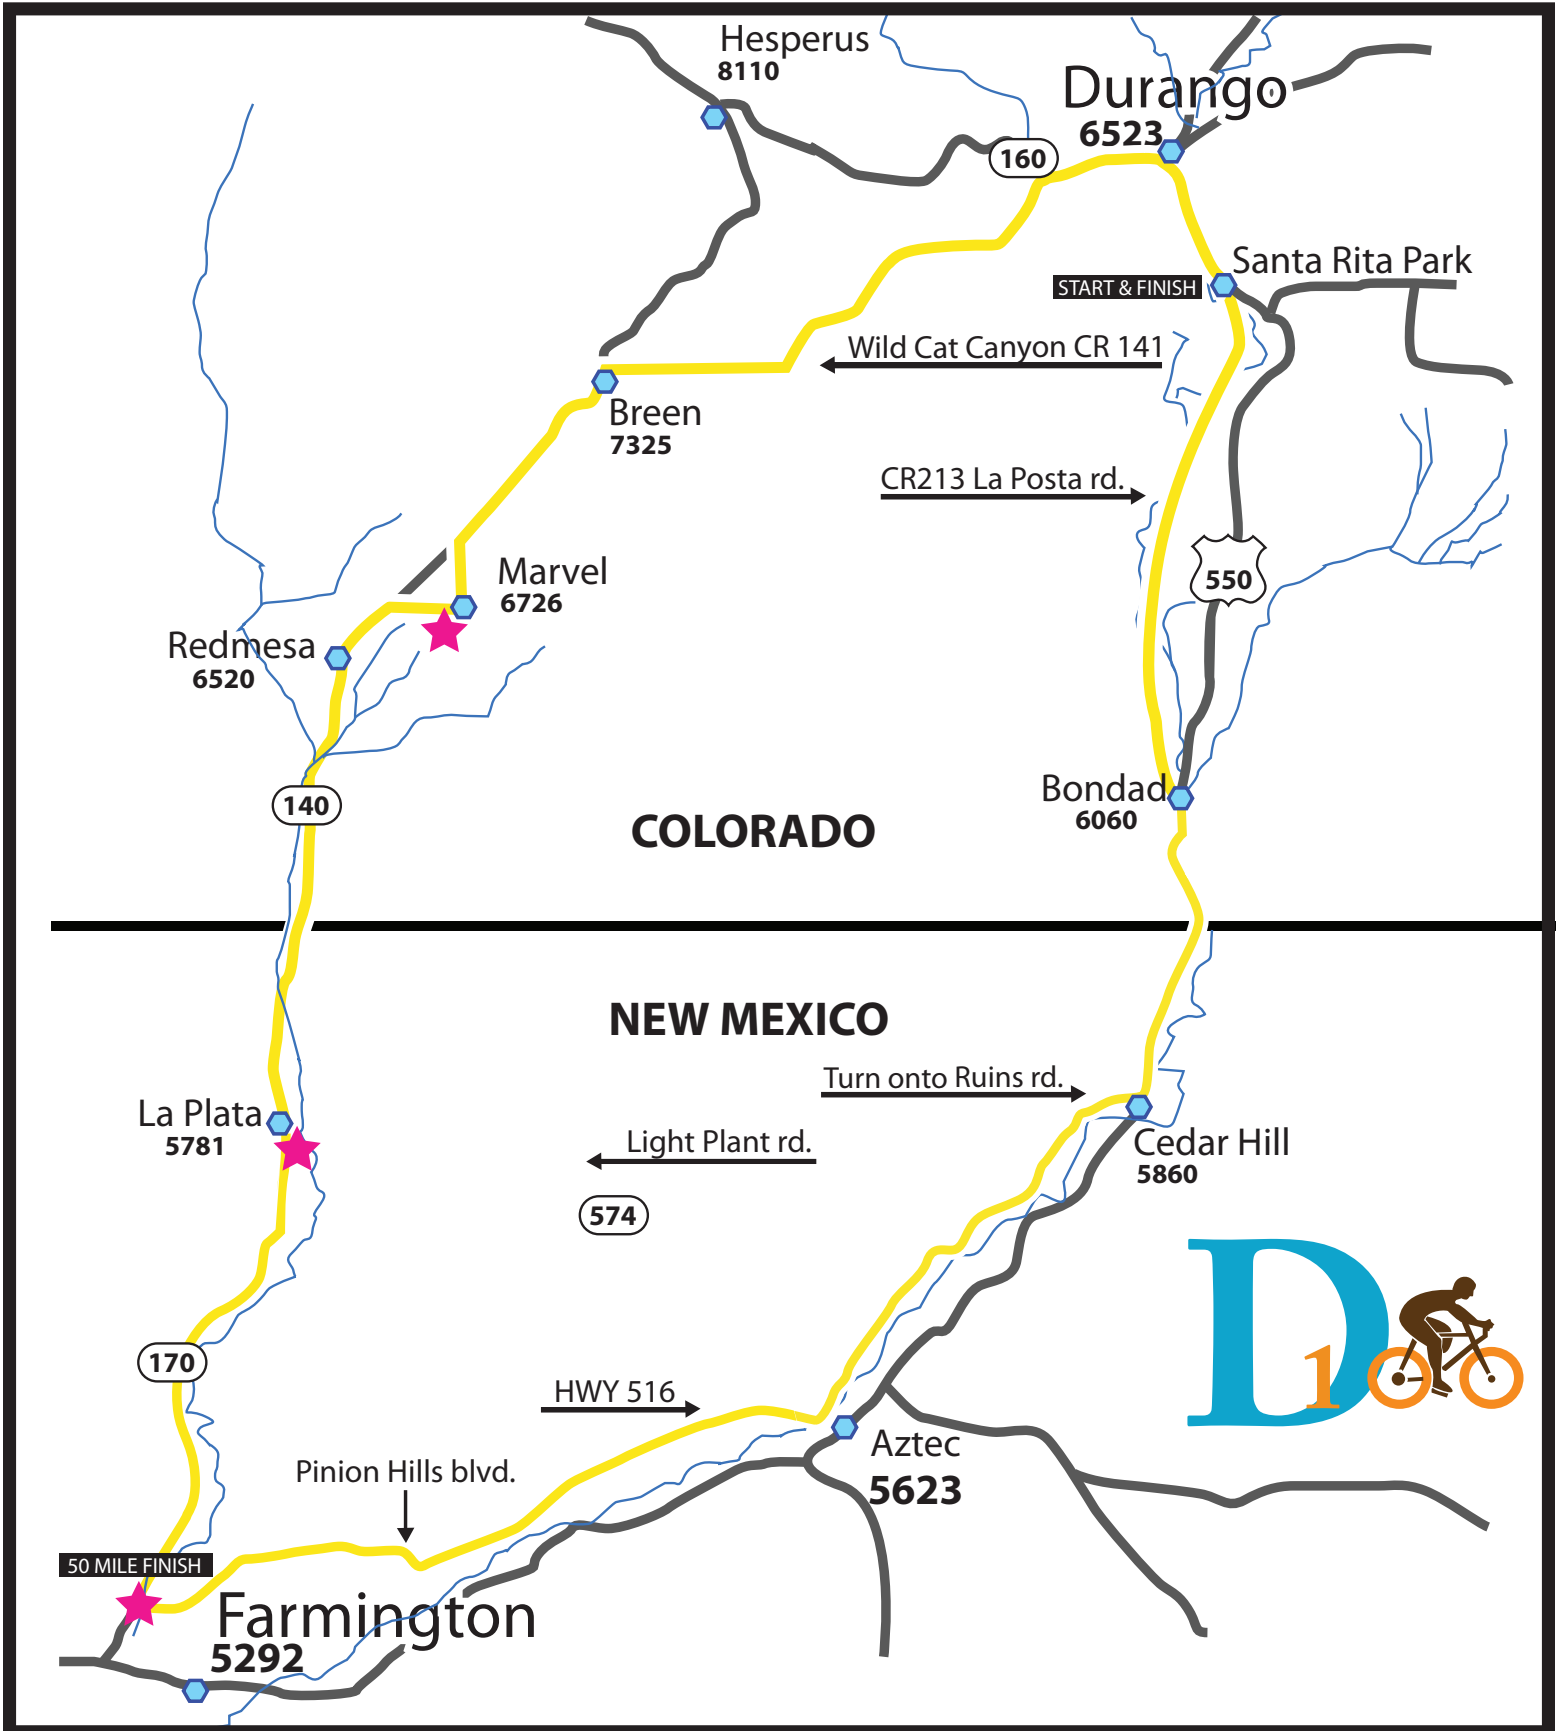 Hesperus
8110
Durango
6523
160
Santa Rita Park
START & FINISH
Wild Cat Canyon CR 141
Breen
7325
CR213 La Posta rd.
550
Marvel
6726
Redmesa
6520
140
Bondad
6060
COLORADO
NEW MEXICO
Turn onto Ruins rd.
La Plata
5781
Light Plant rd.
Cedar Hill
5860
574
D1
170
HWY 516
Aztec
5623
Pinion Hills blvd.
50 MILE FINISH
Farmington
5292